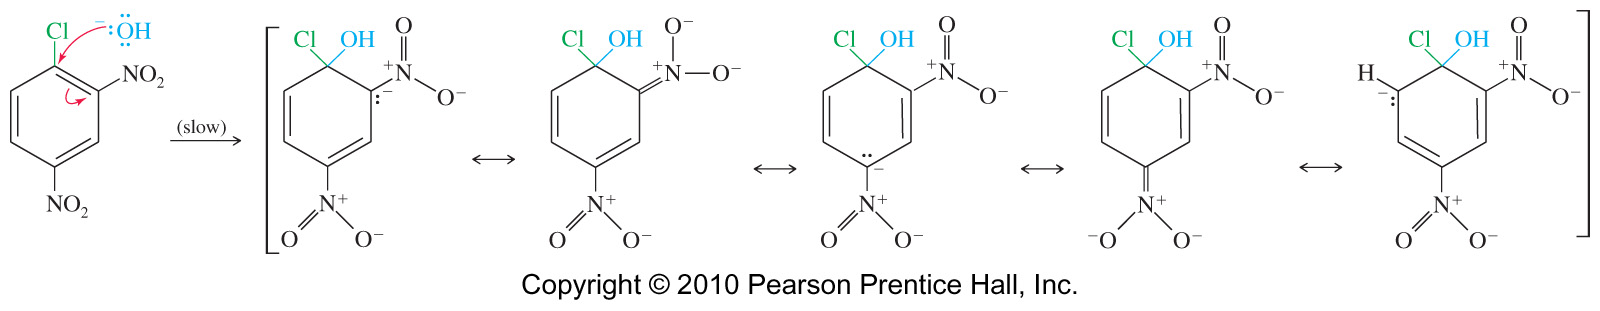 Cl
−:OH
NO2
NO2
(slow)
Cl OH O
+N
O−
N+
O O−
Cl OH O−
+N O−
N+
O O−
Cl OH O
+N
O−
−
N+
O O−
Cl OH O
+N
O−
N+
−O O−
H
−
Cl OH O
+N
O−
N+
O O−
Copyright © 2010 Pearson Prentice Hall, Inc.